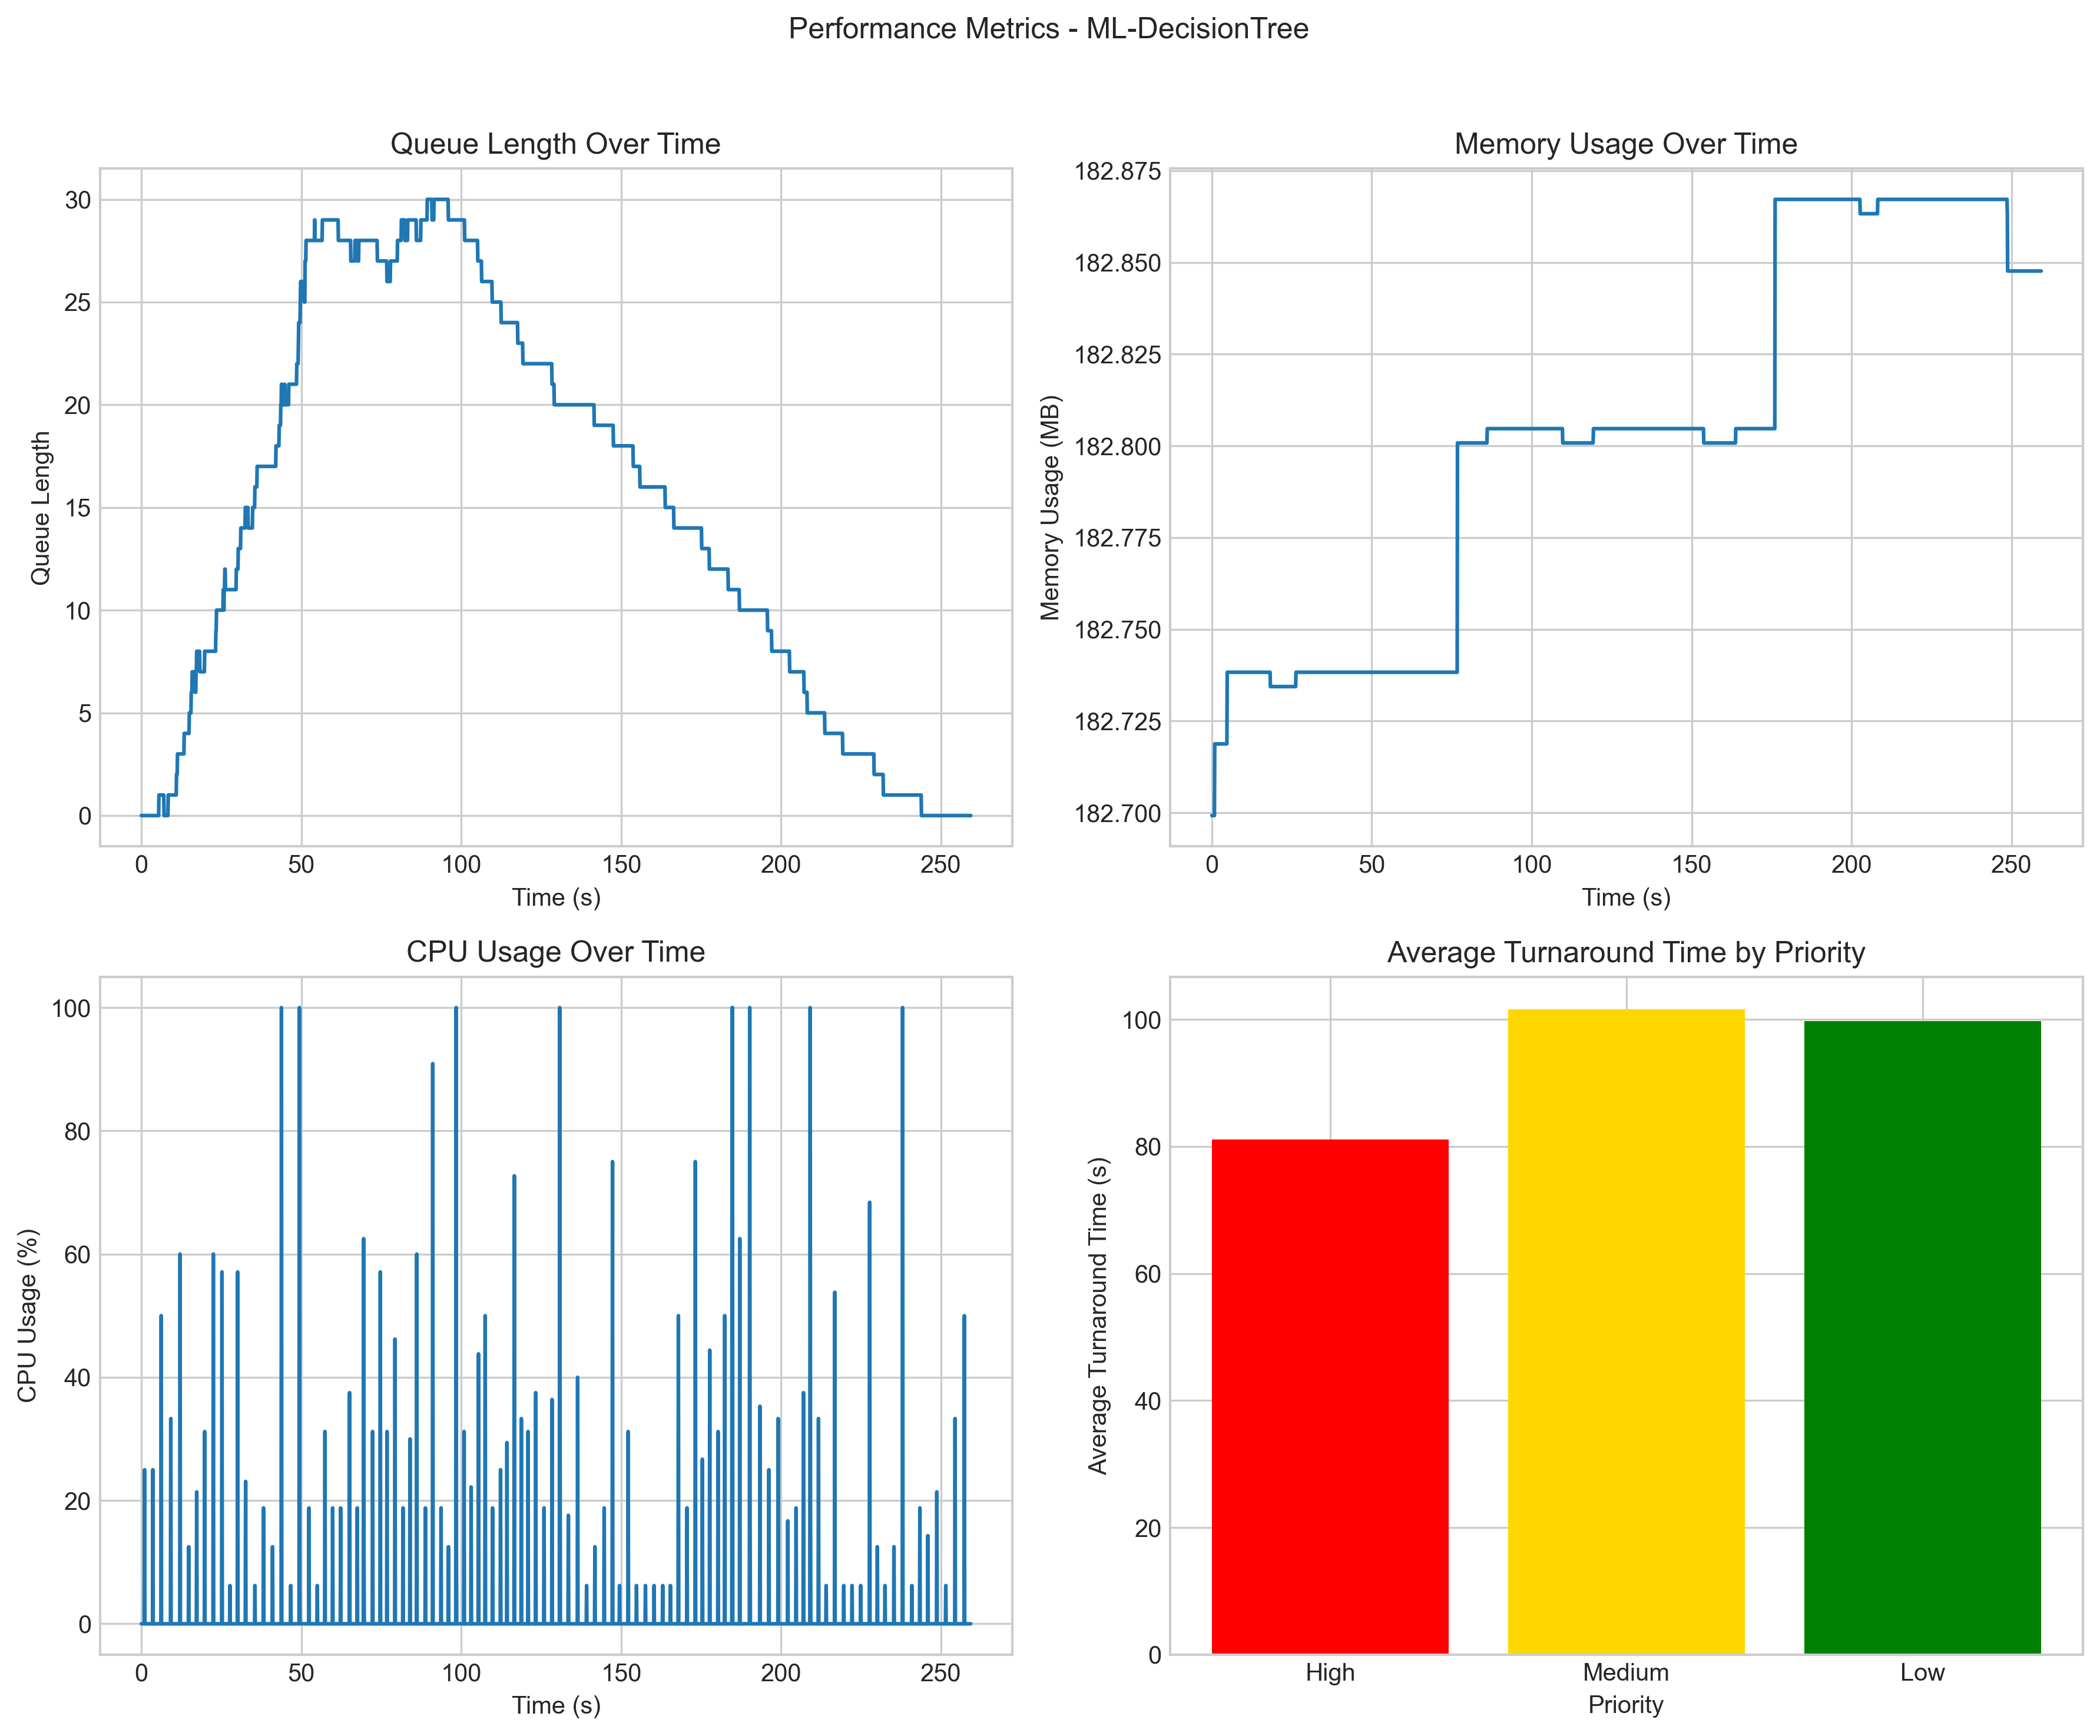 Performance Metrics - ML-DecisionTree
Queue Length Over Time
Queue Length
30
25
20
15
10
5
0
0 50 100 150 200 250
Time (s)
Memory Usage Over Time
Memory Usage (MB)
182.875
182.850
182.825
182.800
182.775
182.750
182.725
182.700
0 50 100 150 200 250
Time (s)
CPU Usage Over Time
CPU Usage (%)
100
80
60
40
20
0
0 50 100 150 200 250
Time (s)
Average Turnaround Time by Priority
Average Turnaround Time (s)
100
80
60
40
20
0
High Medium Low
Priority